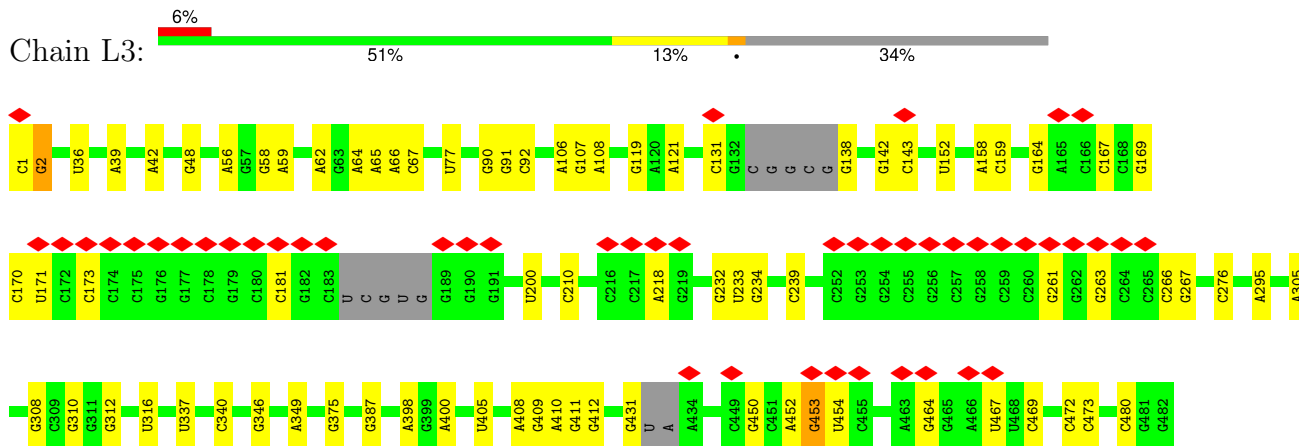 6%
Chain L3:
51% 13% • 34%
C1 G2 U36 A39 A42 G48 A56 G57 G58 A59 A62 G63 A64 A65 A66 C67 U77 G90 G91 C92 A106 G107 A108 G119 A120 A121 C131 G132 C G G C G G138 G142 C143 U152 A158 C159 G164 A165 C166 C167 C168 G169
C170 U171 C172 C173 C174 C175 G176 G177 C178 G179 C180 C181 G182 C183 U C G U G G189 G190 G191 U200 C210 C216 C217 A218 G219 G232 U233 G234 C239 C252 G253 G254 C255 G256 C257 G258 C259 C260 G261 G262 G263 C264 C265 C266 G267 C276 A295 A305
G308 C309 G310 G311 G312 U316 U337 C340 G346 A349 G375 G387 A398 G399 A400 U405 A408 G409 A410 G411 G412 G431 U A A434 C449 G450 C451 A452 G453 U454 C455 A463 G464 G465 A466 U467 U468 C469 C472 C473 C480 G481 G482